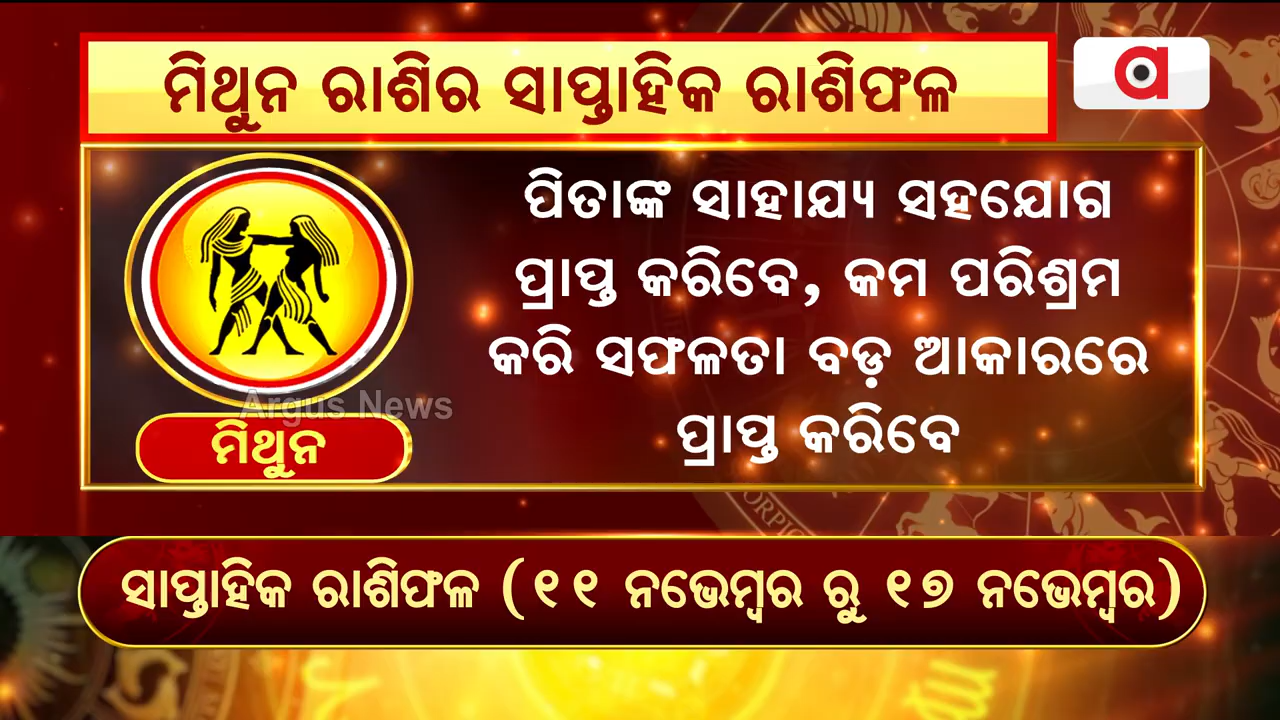 ମିଥୁନ ରାଶିର ସାପ୍ତାହିକ ରାଶିଫଳ
a
ପିତାଙ୍କ ସାହାଯ୍ୟ ସହଯୋଗ
ପ୍ରାପ୍ତ କରିବେ, କମ ପରିଶ୍ରମ
କରି ସଫଳତା ବଡ଼ ଆକାରରେ
ପ୍ରାପ୍ତ କରିବେ
Argus News
ମିଥୁନ
ସାପ୍ତାହିକ ରାଶିଫଳ (୧୧ ନଭେମ୍ବର ରୁ ୧୭ ନଭେମ୍ବର)